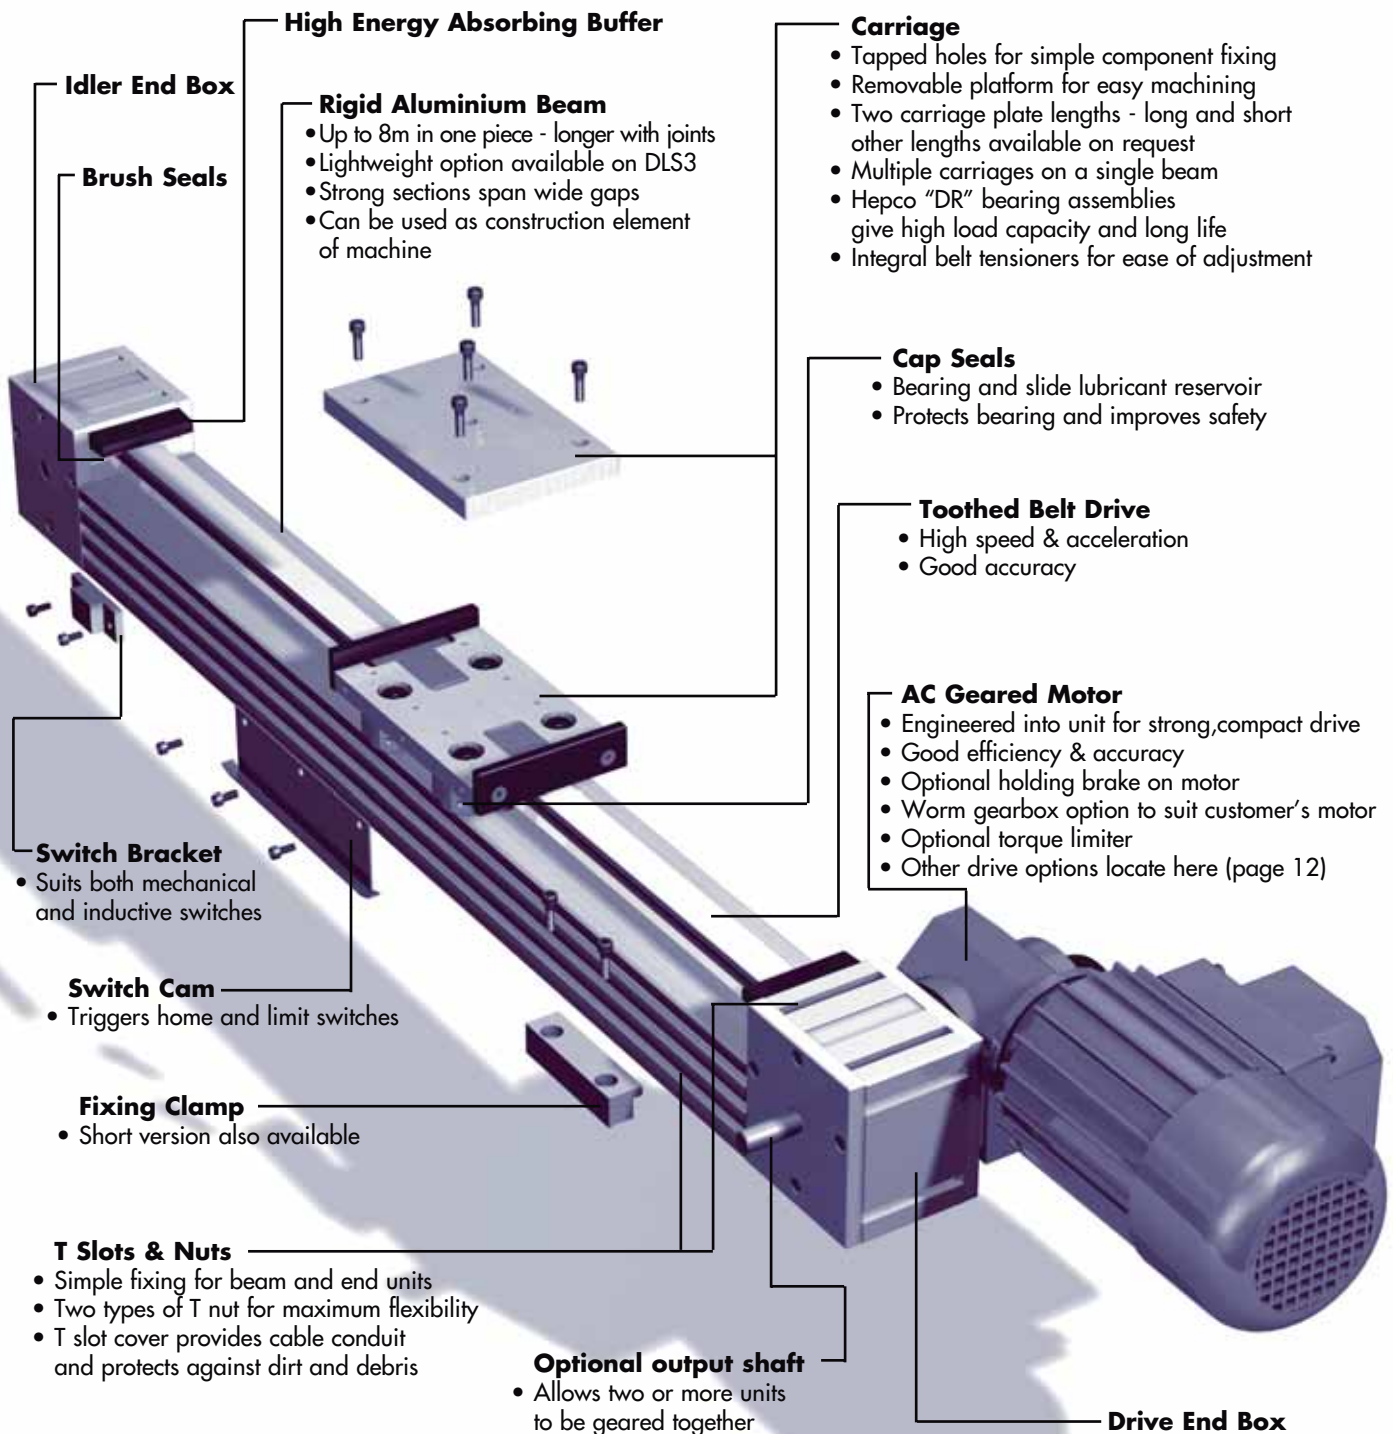 High Energy Absorbing Buffer
Idler End Box
Rigid Aluminium Beam
• Up to 8m in one piece - longer with joints
• Lightweight option available on DLS3
• Strong sections span wide gaps
• Can be used as construction element
of machine
Brush Seals
Carriage
• Tapped holes for simple component fixing
• Removable platform for easy machining
• Two carriage plate lengths - long and short
other lengths available on request
• Multiple carriages on a single beam
• Hepco “DR” bearing assemblies
give high load capacity and long life
• Integral belt tensioners for ease of adjustment
Cap Seals
• Bearing and slide lubricant reservoir
• Protects bearing and improves safety
Toothed Belt Drive
• High speed & acceleration
• Good accuracy
AC Geared Motor
• Engineered into unit for strong,compact drive
• Good efficiency & accuracy
• Optional holding brake on motor
• Worm gearbox option to suit customer’s motor
• Optional torque limiter
• Other drive options locate here (page 12)
Switch Bracket
• Suits both mechanical
and inductive switches
Switch Cam
• Triggers home and limit switches
Fixing Clamp
• Short version also available
T Slots & Nuts
• Simple fixing for beam and end units
• Two types of T nut for maximum flexibility
• T slot cover provides cable conduit
and protects against dirt and debris
Optional output shaft
• Allows two or more units
to be geared together
Drive End Box